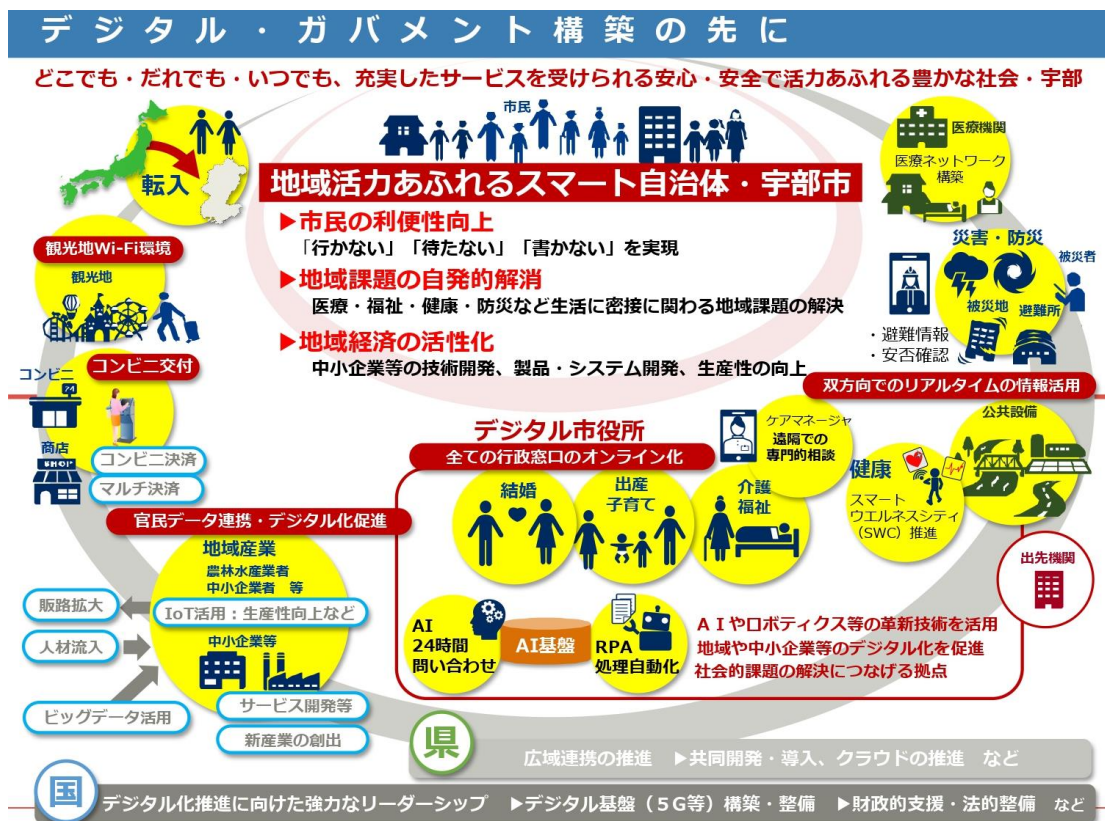 デジタル・ガバメント構築の先に
どこでも・だれでも・いつでも、充実したサービスを受けられる安心・安全で活力あふれる豊かな社会・宇部
市民
転入
地域活力あふれるスマート自治体・宇部市
▶市民の利便性向上
「行かない」「待たない」「書かない」を実現
▶地域課題の自発的解消
医療・福祉・健康・防災など生活に密接に関わる地域課題の解決
▶地域経済の活性化
中小企業等の技術開発、製品・システム開発、生産性の向上
医療機関
医療ネットワーク
構築
災害・防災
被災者
被災地
避難所
・避難情報
・安否確認
双方向でのリアルタイムの情報活用
観光地Wi-Fi環境
観光地
コンビニ交付
コンビニ
24
商店
SHOP
コンビニ決済
マルチ決済
デジタル市役所
全ての行政窓口のオンライン化
結婚
出産
子育て
介護
福祉
ケアマネージャ
遠隔での
専門的相談
健康
スマート
ウエルネスシティ
(SWC)推進
公共設備
出先機関
官民データ連携・デジタル化促進
地域産業
農林水産業者
中小企業者 等
IoT活用：生産性向上など
中小企業等
販路拡大
人材流入
ビッグデータ活用
サービス開発等
新産業の創出
AI
24時間
問い合わせ
AI基盤
RPA
処理自動化
ＡＩやロボティクス等の革新技術を活用
地域や中小企業等のデジタル化を促進
社会的課題の解決につなげる拠点
県
広域連携の推進 ▶共同開発・導入、クラウドの推進 など
国
デジタル化推進に向けた強力なリーダーシップ ▶デジタル基盤（５G等）構築・整備 ▶財政的支援・法的整備 など